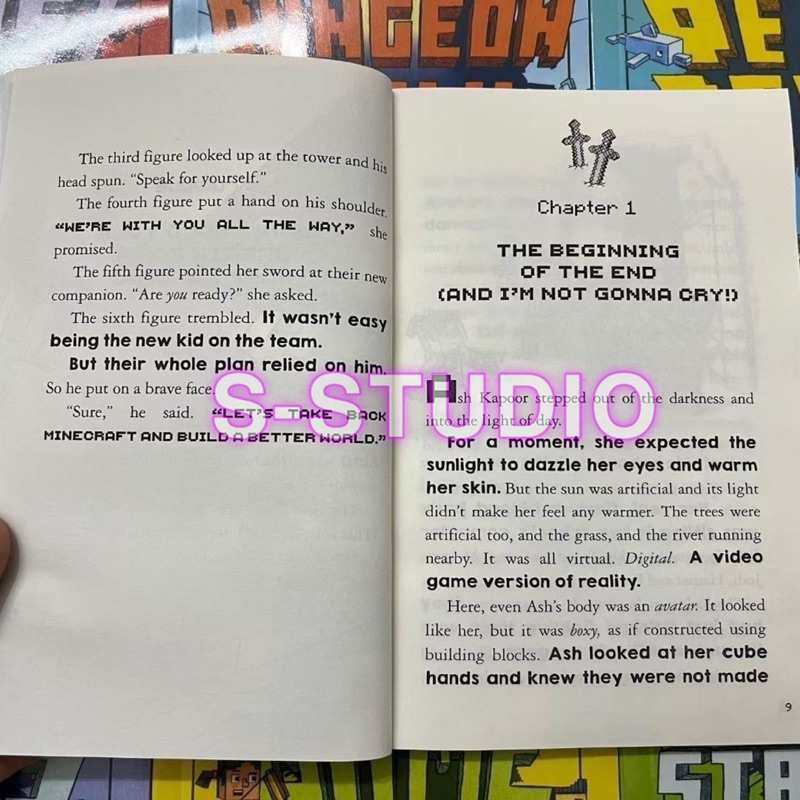 DUNGEON
The third figure looked up at the tower and his
head spun. “Speak for yourself.”
The fourth figure put a hand on his shoulder.
“WE’RE WITH YOU ALL THE WAY,” she
promised.
The fifth figure pointed her sword at their new
companion. “Are you ready?” she asked.
The sixth figure trembled. It wasn’t easy
being the new kid on the team.
But their whole plan relied on him.
So he put on a brave face.
“Sure,” he said. “LET’S TAKE BACK
MINECRAFT AND BUILD A BETTER WORLD.”
S-STUDIO
Chapter 1
THE BEGINNING
OF THE END
(AND I’M NOT GONNA CRY!)
Ash Kapoor stepped out of the darkness and
into the light of day.
For a moment, she expected the
sunlight to dazzle her eyes and warm
her skin. But the sun was artificial and its light
didn’t make her feel any warmer. The trees were
artificial too, and the grass, and the river running
nearby. It was all virtual. Digital. A video
game version of reality.
Here, even Ash’s body was an avatar. It looked
like her, but it was boxy, as if constructed using
building blocks. Ash looked at her cube
hands and knew they were not made
9